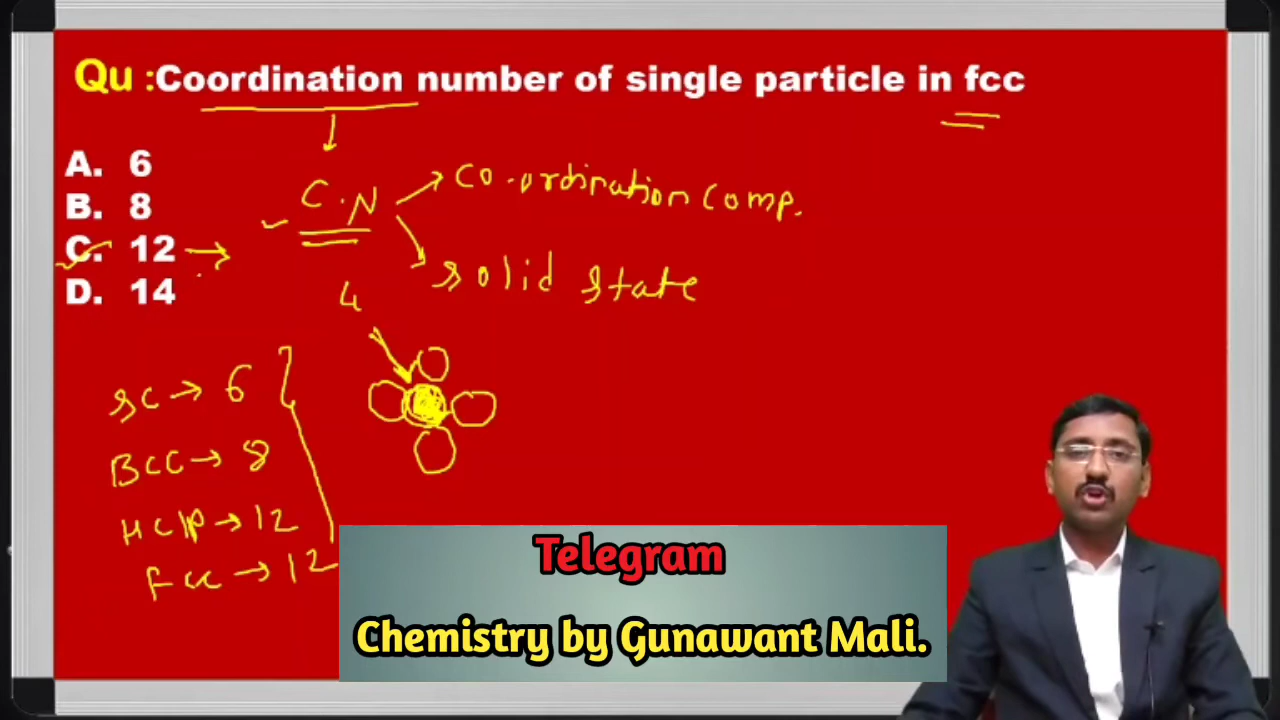 Qu :Coordination number of single particle in fcc
A. 6
B. 8
C. 12 →
D. 14
C.N
Co-ordination Comp.
Solid State
4
SC → 6
BCC → 8
HCP → 12
Fcc → 12
Telegram
Chemistry by Gunawant Mali.